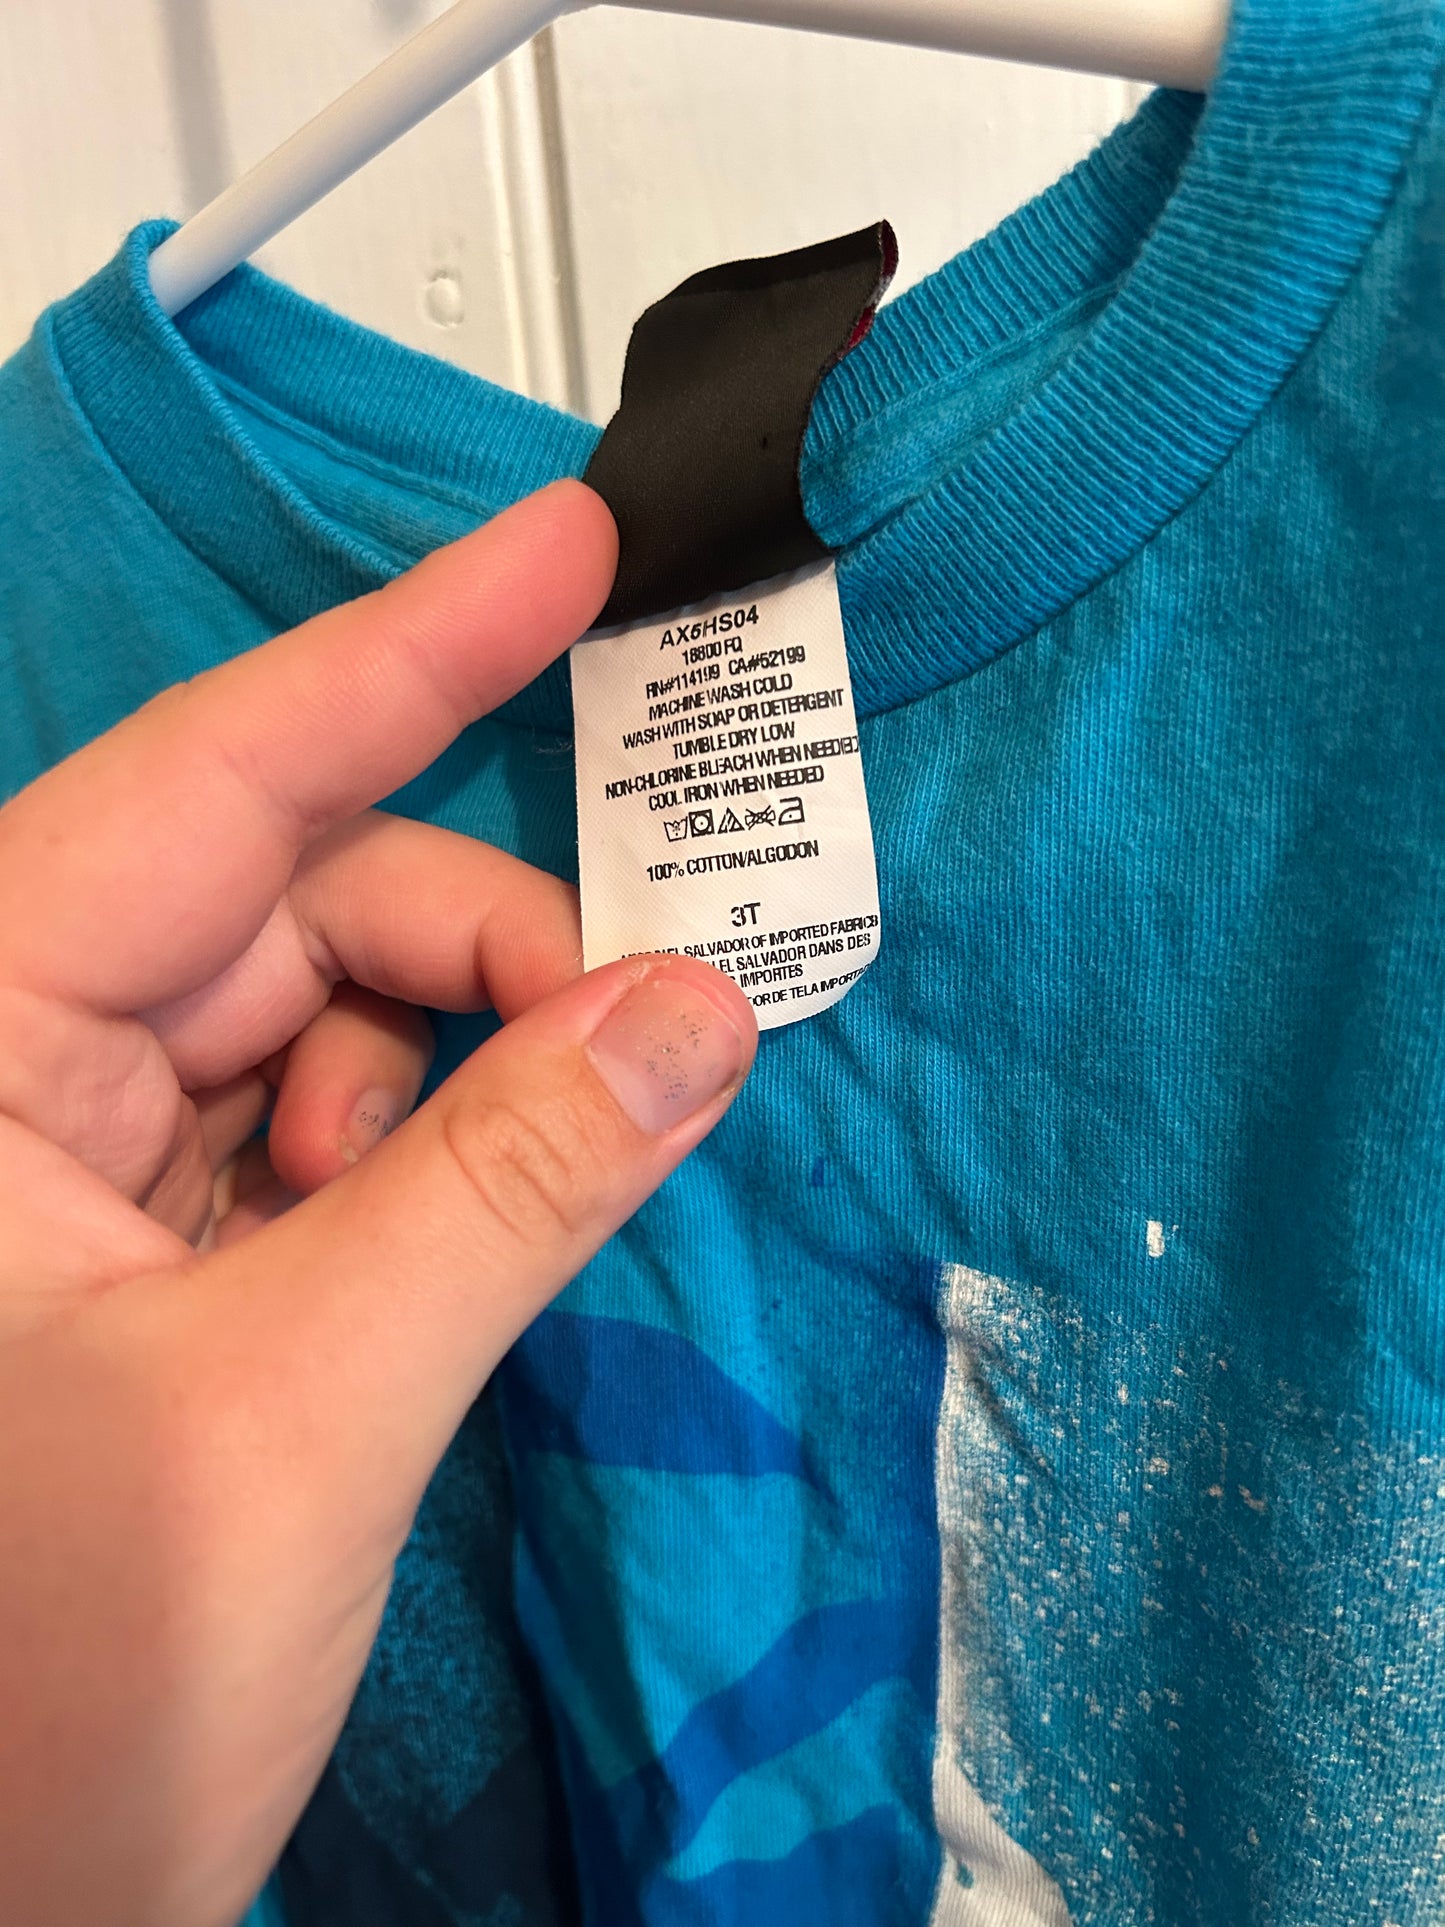 AX6HS04
18800 FQ
RN#114199 CA#52199
MACHINE WASH COLD
WASH WITH SOAP OR DETERGENT
TUMBLE DRY LOW
NON-CHLORINE BLEACH WHEN NEEDED
COOL IRON WHEN NEEDED
100% COTTON/ALGODON
3T
EL SALVADOR OF IMPORTED FABRICS
EL SALVADOR DANS DES
IMPORTES
DE TELA